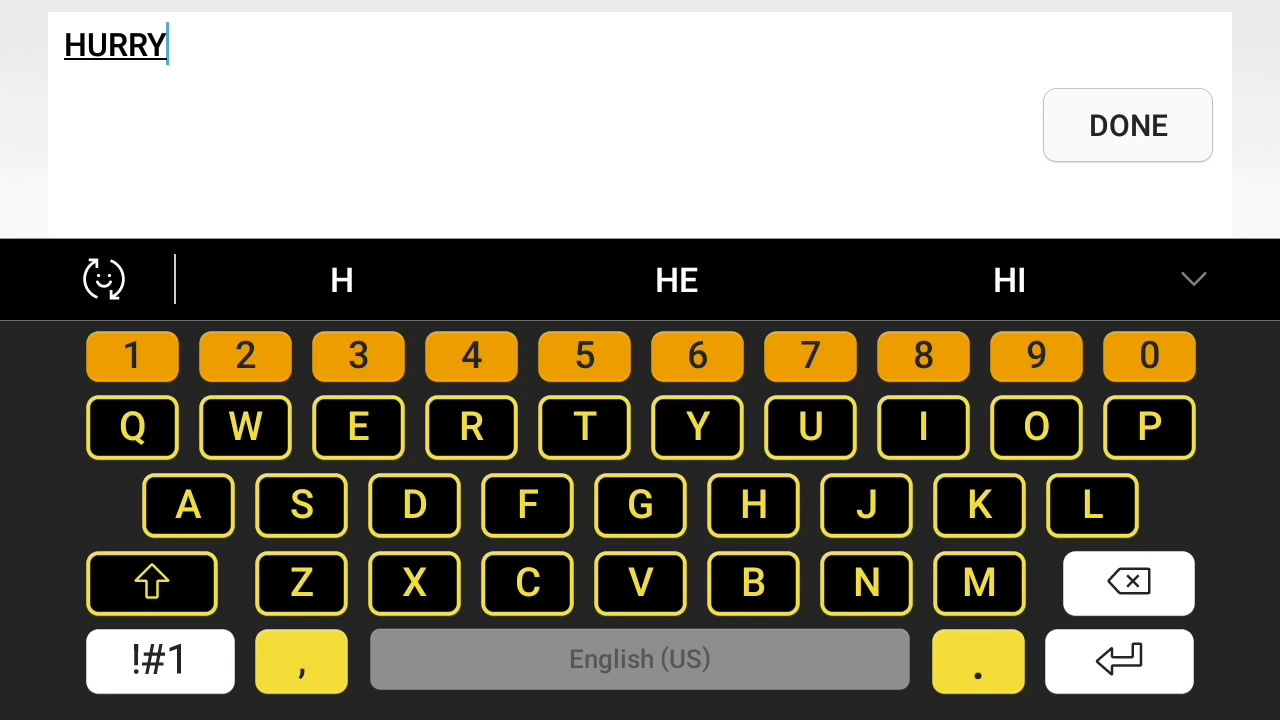 HURRY
DONE
H HE HI
1 2 3 4 5 6 7 8 9 0
Q W E R T Y U I O P
A S D F G H J K L
Z X C V B N M
!#1 , English (US) .